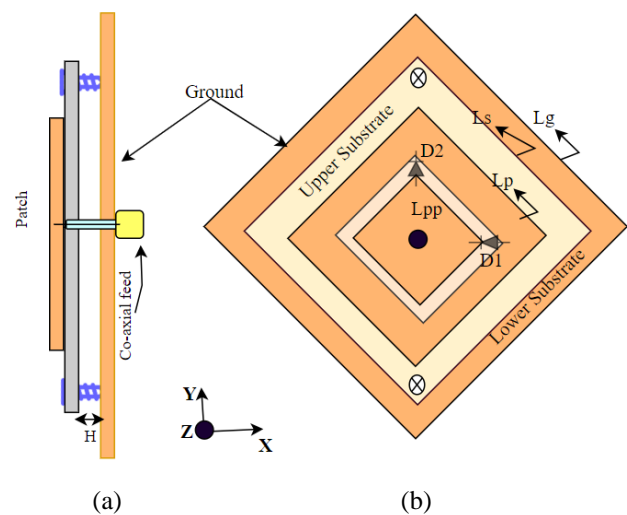 Ground
Patch
Co-axial feed
H
(a)
Upper Substrate
Ls
Lg
D2
Lp
Lpp
D1
Lower Substrate
Y
Z
X
(b)